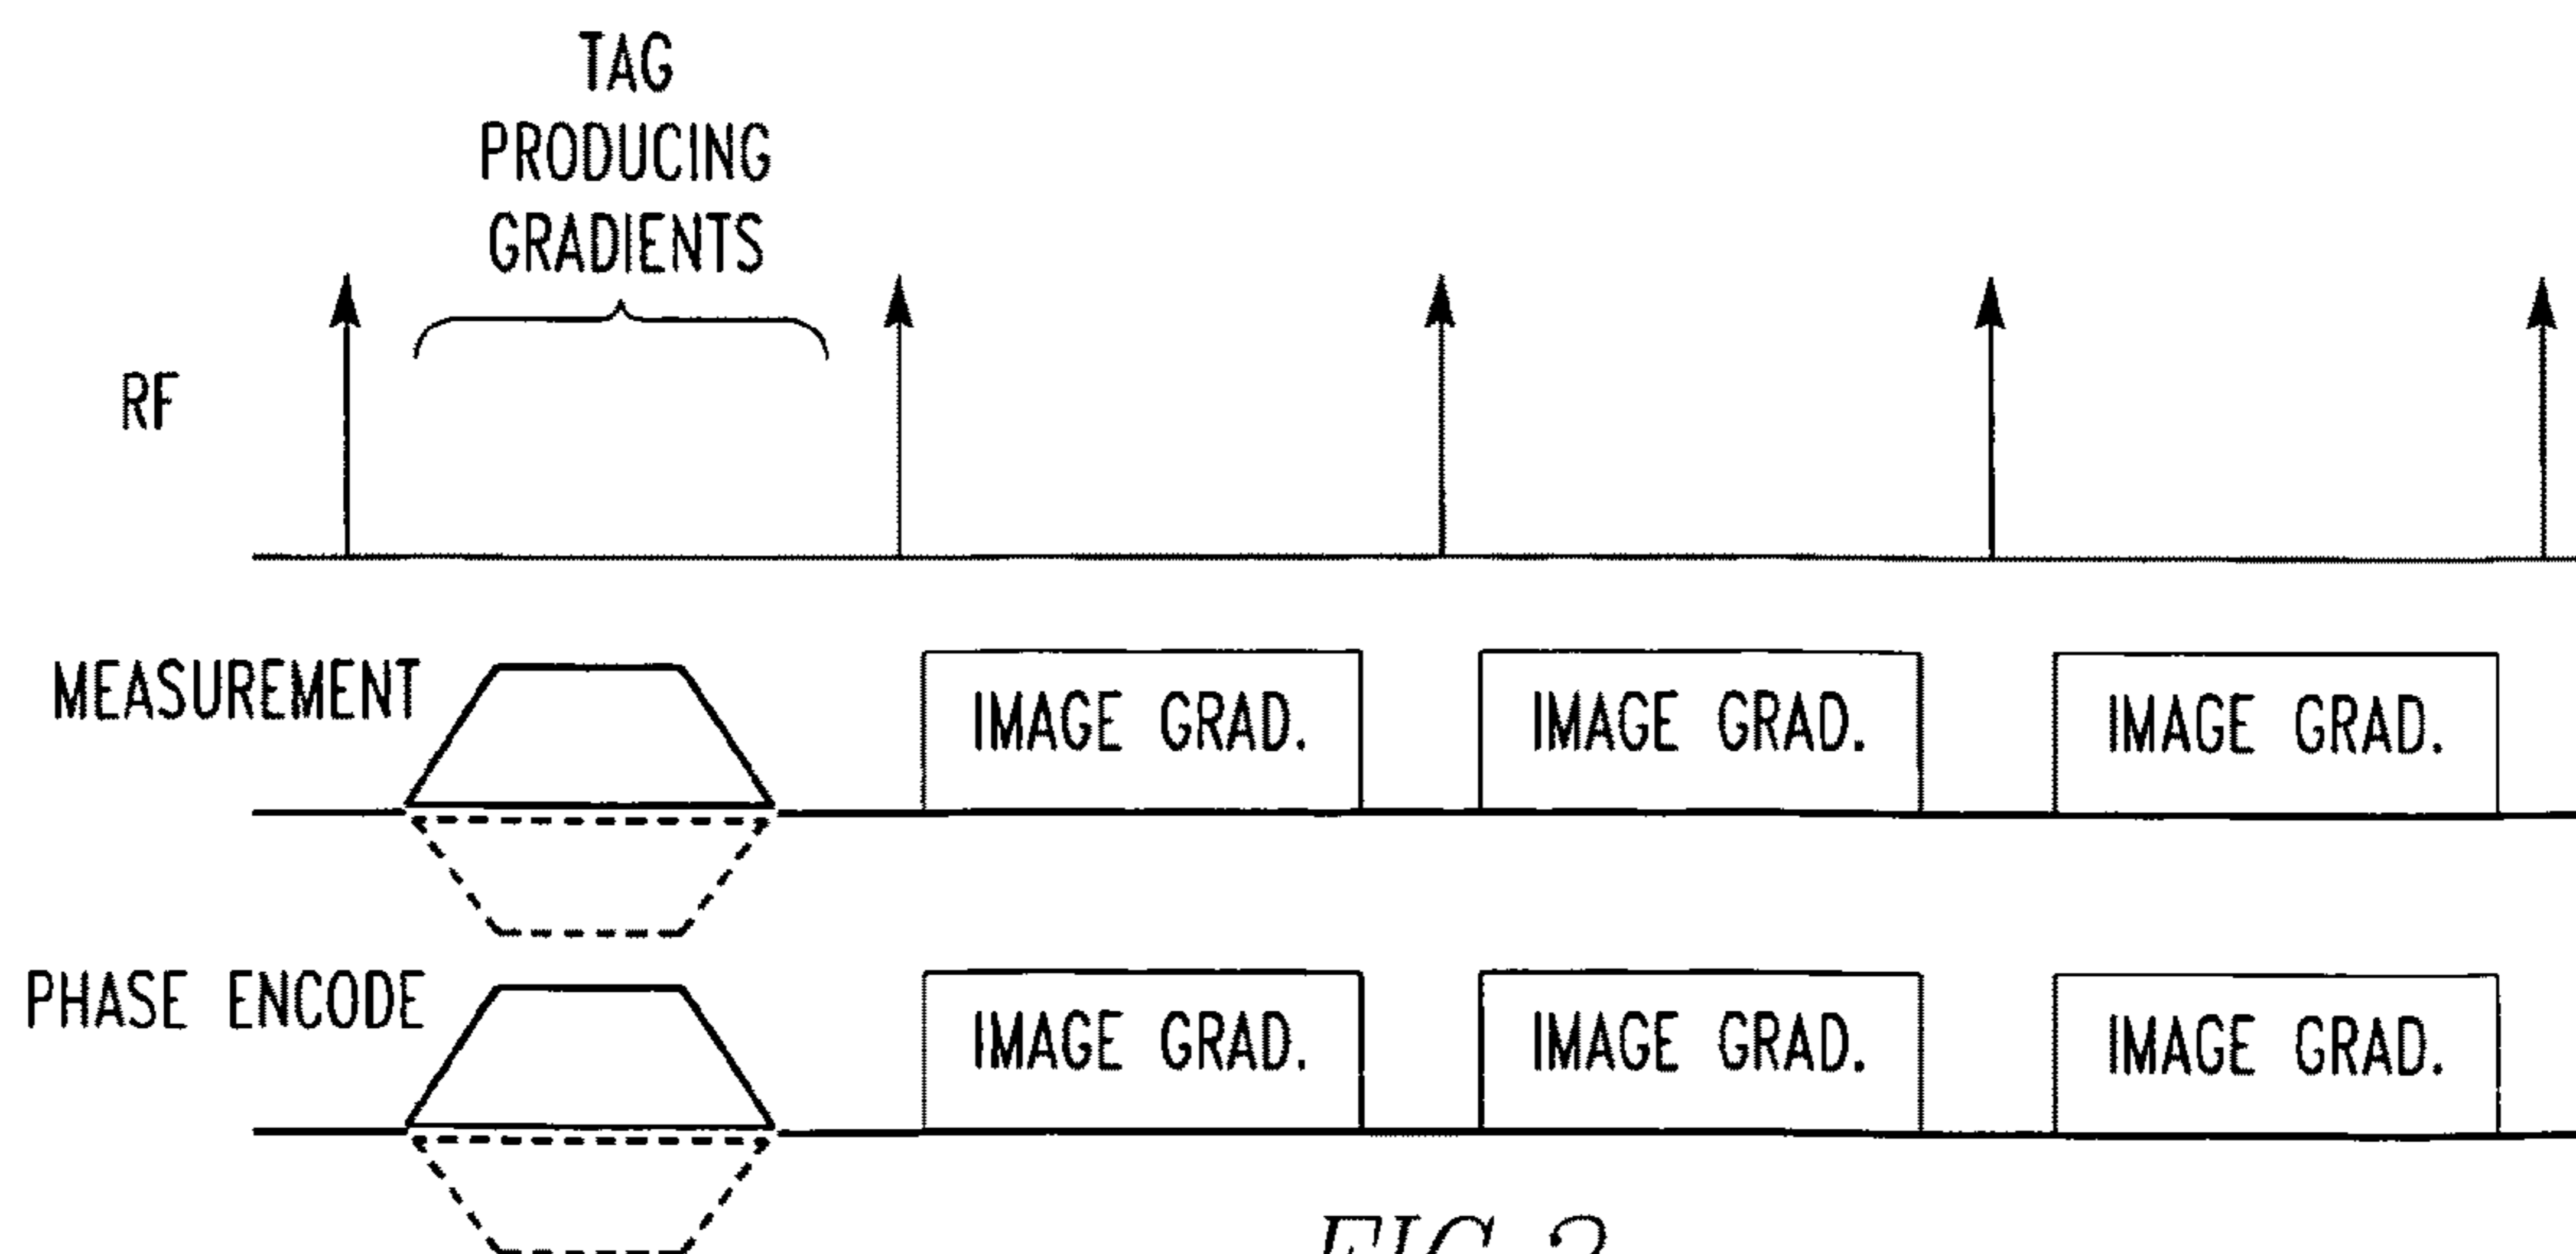 TAG
PRODUCING
GRADIENTS
RF
MEASUREMENT
IMAGE GRAD. IMAGE GRAD. IMAGE GRAD.
PHASE ENCODE
IMAGE GRAD. IMAGE GRAD. IMAGE GRAD.